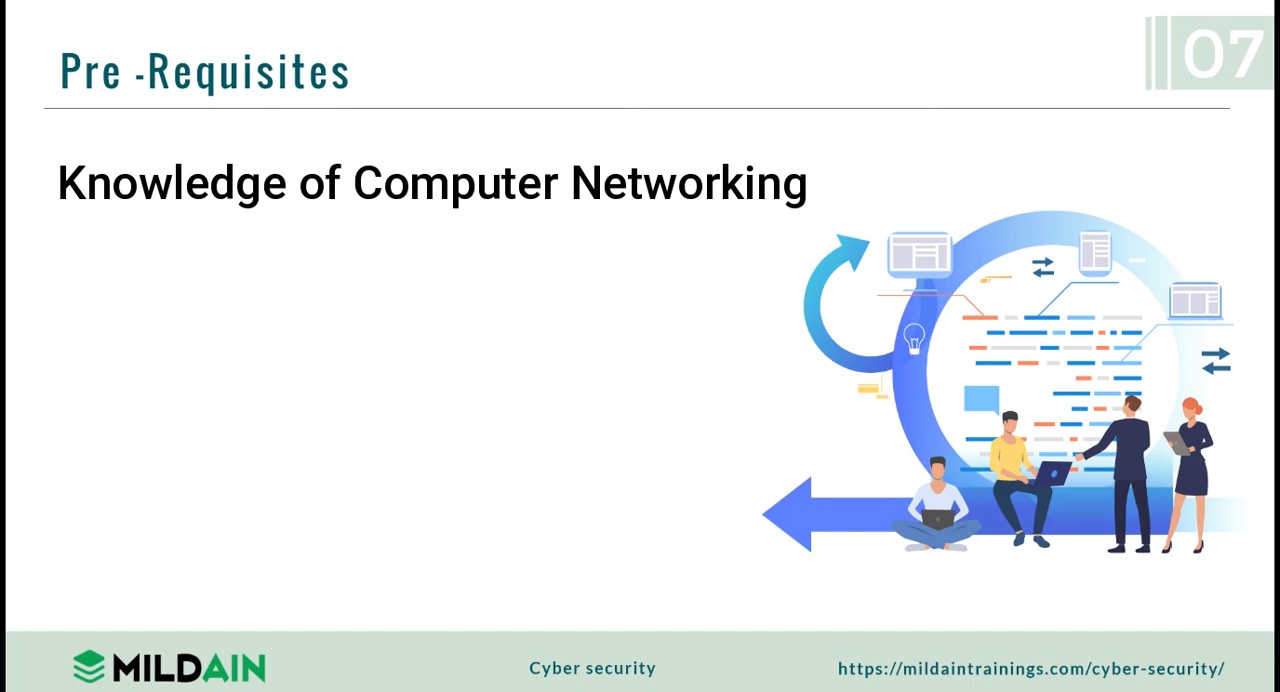 07
Pre -Requisites
Knowledge of Computer Networking
MILDAIN
Cyber security
https://mildaintrainings.com/cyber-security/